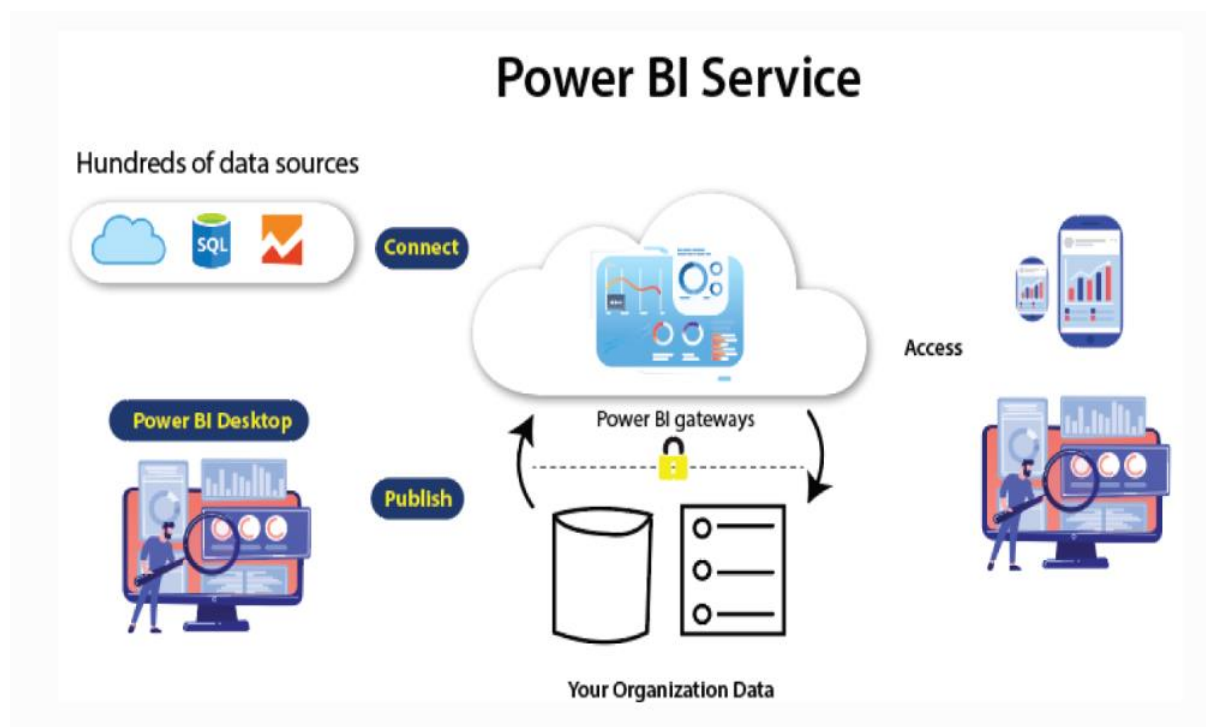 Power BI Service
Hundreds of data sources
SQL
Connect
Access
Power BI Desktop
Power BI gateways
Publish
Your Organization Data